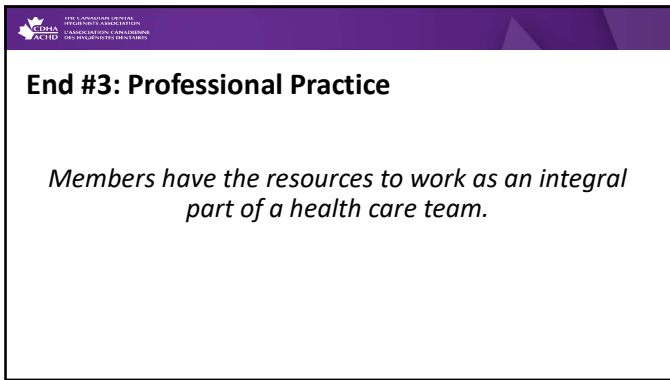 THE CANADIAN DENTAL
HYGIENISTS ASSOCIATION
CDHA
ACHD
L'ASSOCIATION CANADIENNE
DES HYGIÉNISTES DENTAIRES
End #3: Professional Practice
Members have the resources to work as an integral
part of a health care team.